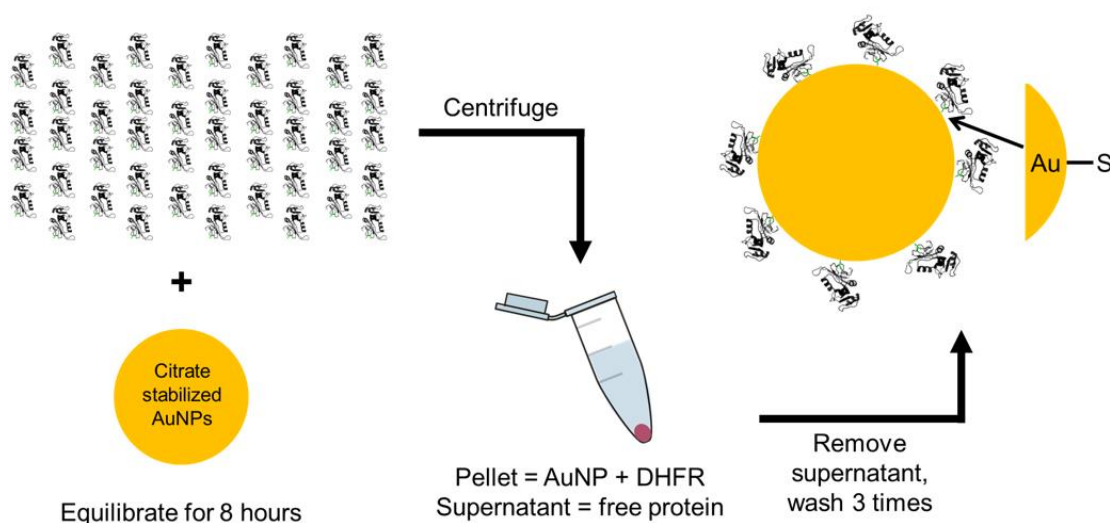 +
Citrate
stabilized
AuNPs
Equilibrate for 8 hours
Centrifuge
Pellet = AuNP + DHFR
Supernatant = free protein
Remove
supernatant,
wash 3 times
Au
S